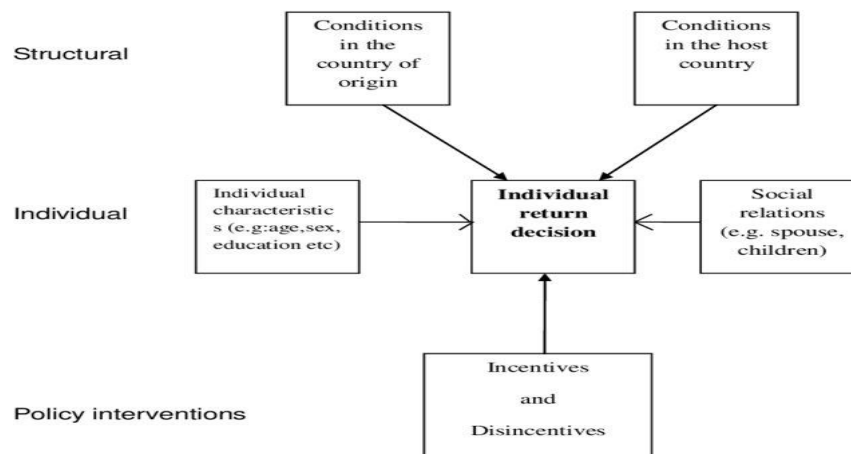 Structural
Conditions
in the
country of
origin
Conditions
in the host
country
Individual
Individual
characteristic
s (e.g:age,sex,
education etc)
Individual
return
decision
Social
relations
(e.g. spouse,
children)
Policy interventions
Incentives
and
Disincentives